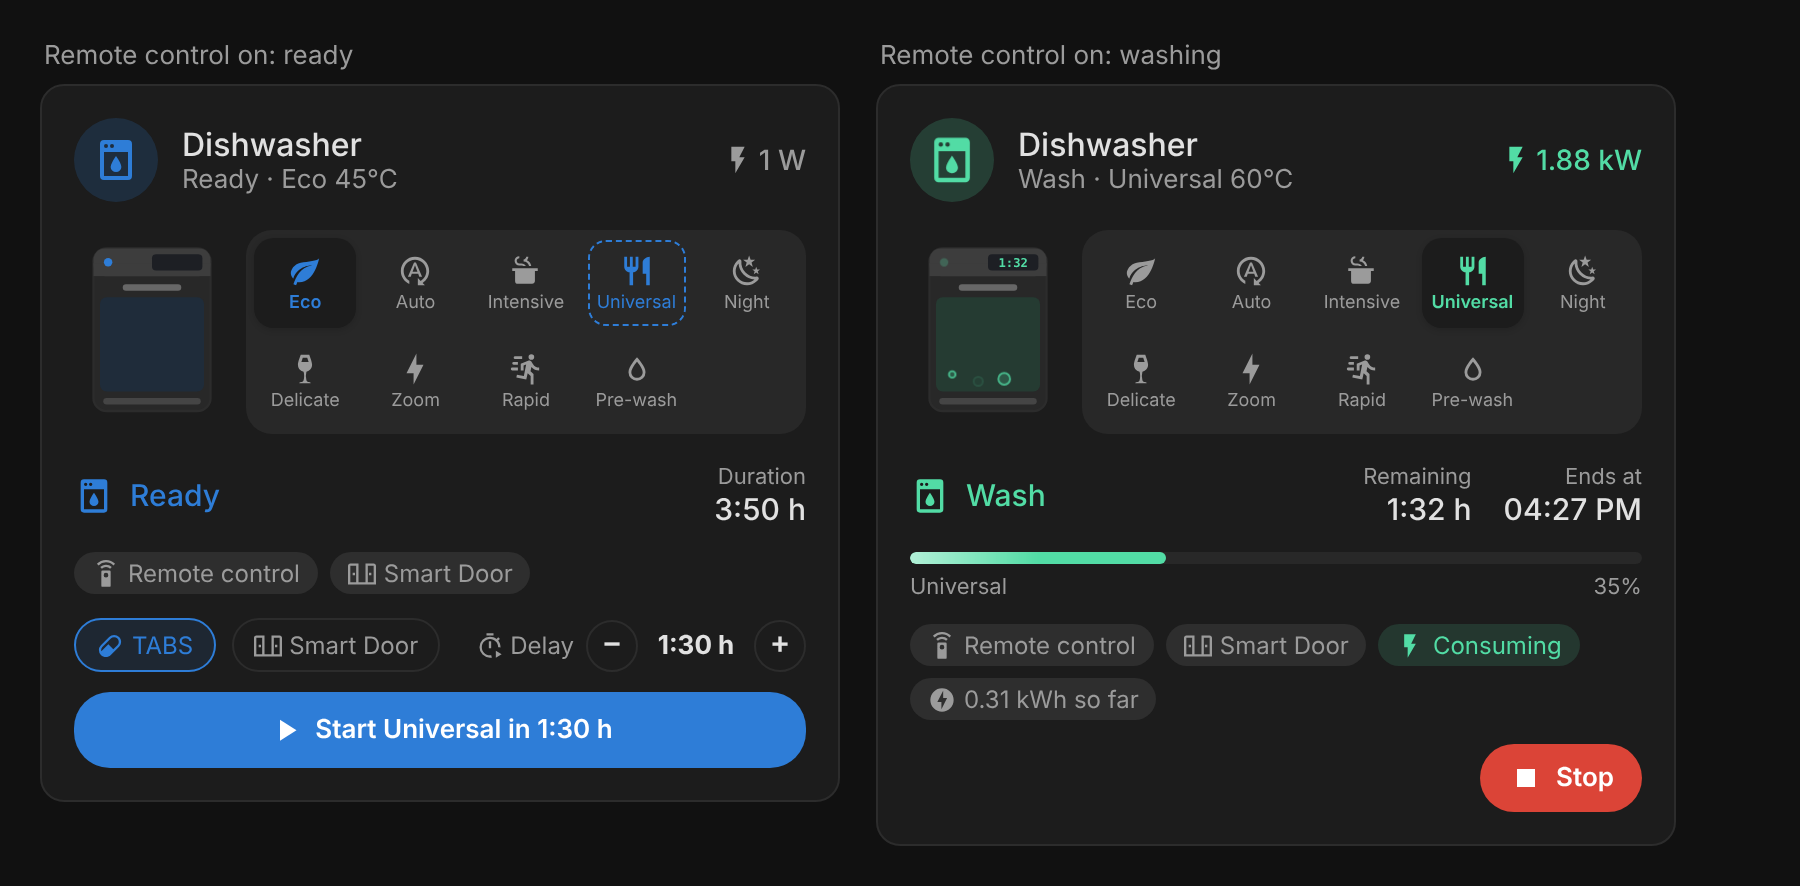 Remote control on: ready
Dishwasher
Ready · Eco 45°C
1 W
Eco
Auto
Intensive
Universal
Night
Delicate
Zoom
Rapid
Pre-wash
Ready
Duration
3:50 h
Remote control
Smart Door
TABS
Smart Door
Delay
−
1:30 h
+
Start Universal in 1:30 h
Remote control on: washing
Dishwasher
Wash · Universal 60°C
1.88 kW
1:32
Eco
Auto
Intensive
Universal
Night
Delicate
Zoom
Rapid
Pre-wash
Wash
Remaining
1:32 h
Ends at
04:27 PM
Universal
35%
Remote control
Smart Door
Consuming
0.31 kWh so far
Stop